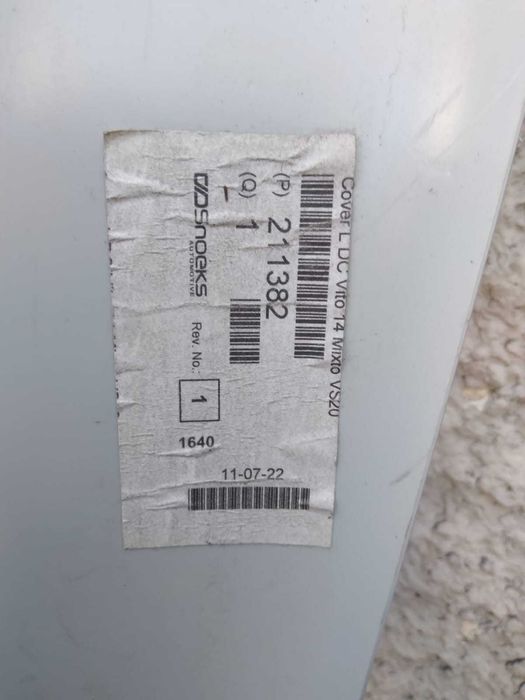 Cover L DC Vito 14 Mixto VS20
(P) 211382
(Q) 1
Snoeks
AUTOMOTIVE
Rev. No.: 1
1640
11-07-22